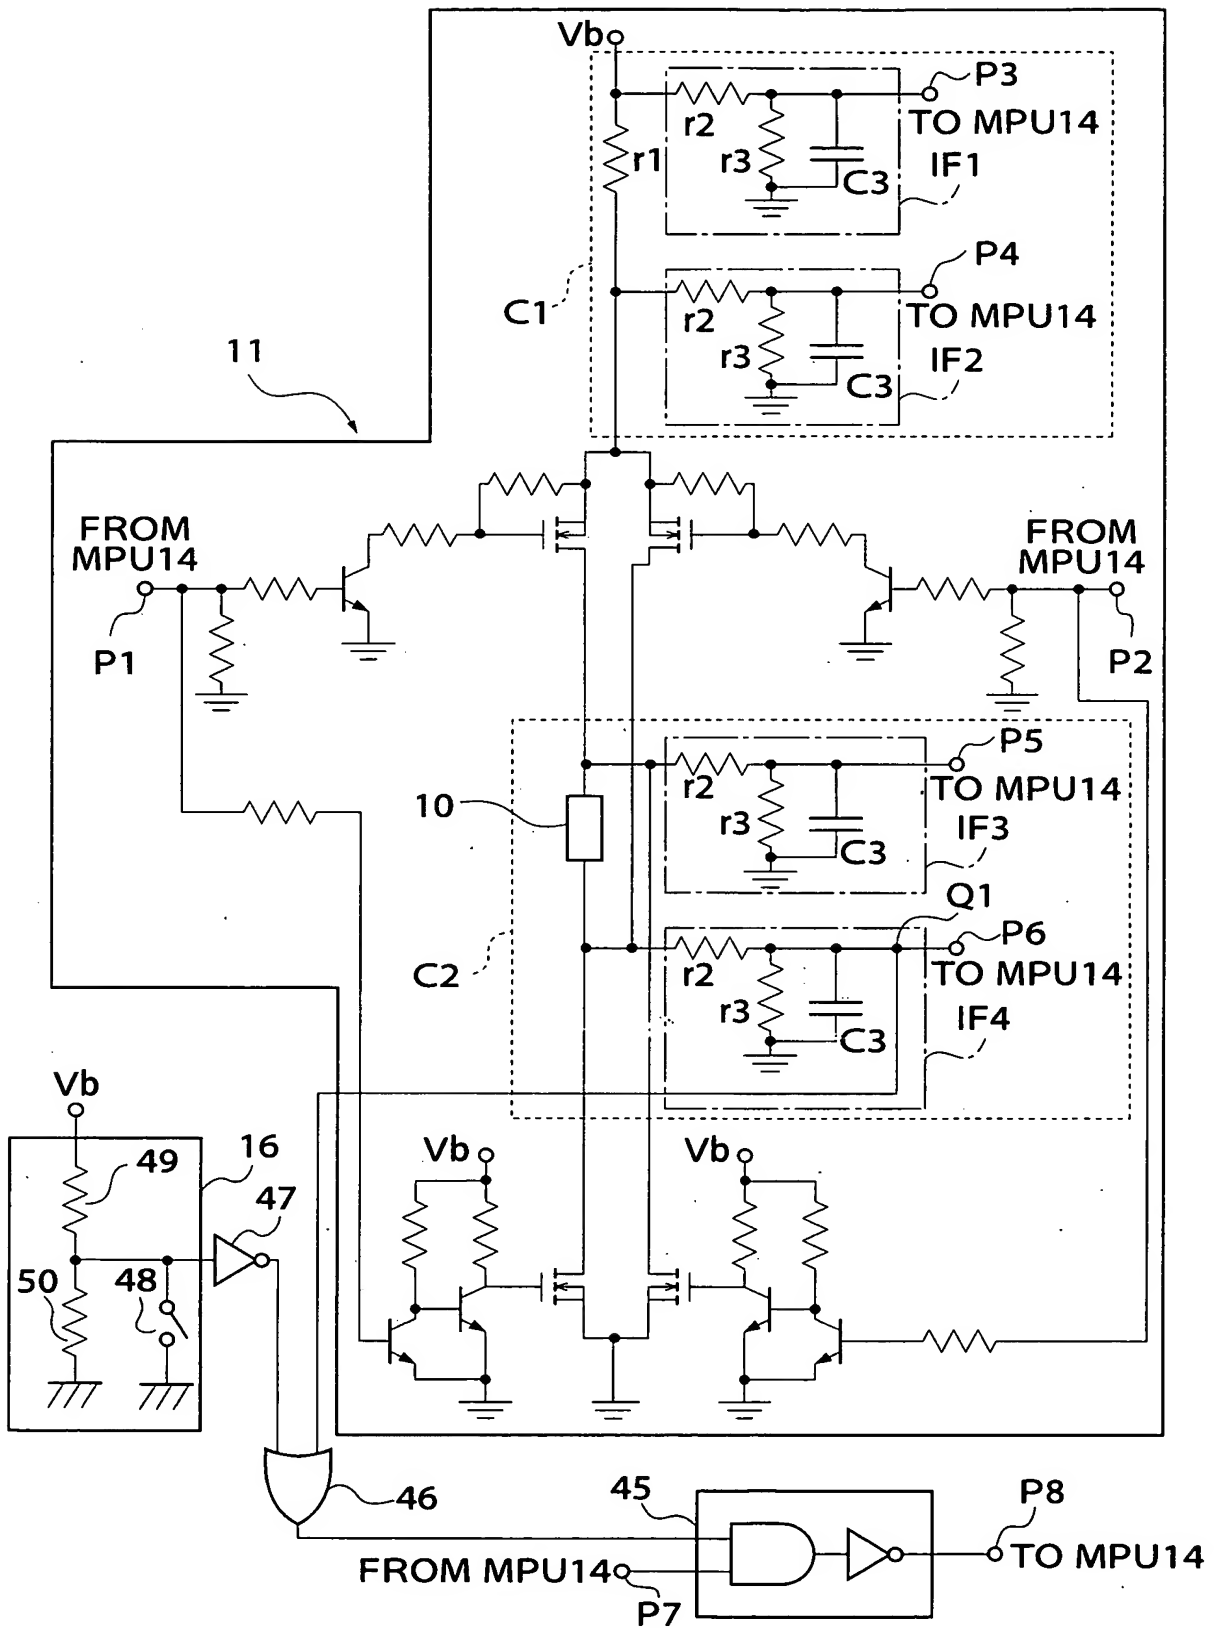 Vb
P3
TO MPU14
r2
r1
r3
C3
IF1
P4
C1
r2
TO MPU14
r3
C3
IF2
11
FROM
MPU14
FROM
MPU14
P1
P2
P5
r2
TO MPU14
10
r3
C3
IF3
Q1
P6
C2
r2
TO MPU14
r3
C3
IF4
Vb
Vb
Vb
49
16
47
50
48
46
45
P8
FROM MPU14
TO MPU14
P7